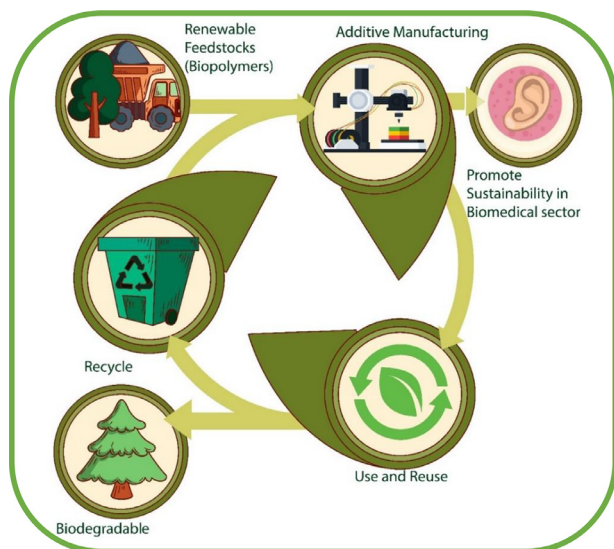 Renewable
Feedstocks
(Biopolymers)
Additive Manufacturing
Promote
Sustainability in
Biomedical sector
Recycle
Use and Reuse
Biodegradable